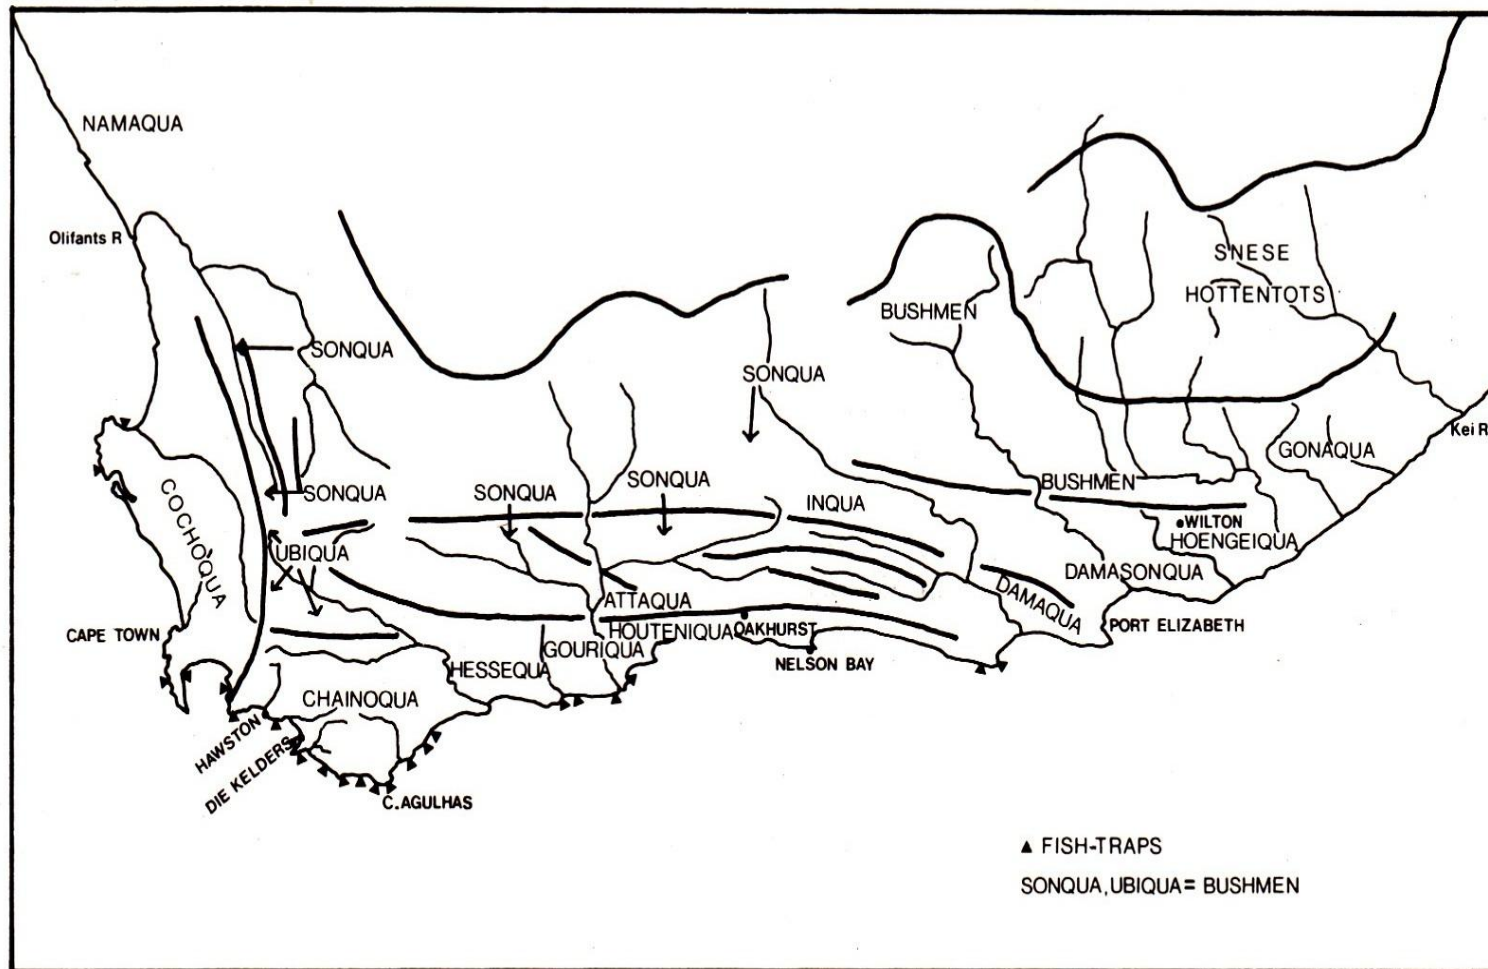 NAMAQUA
Olifants R
SNESE
HOTTENTOTS
BUSHMEN
SONQUA
SONQUA
Kei R
GONAQUA
BUSHMEN
SONQUA
SONQUA
SONQUA
INQUA
COCHOQUA
WILTON
HOENGEIQUA
UBIQUA
DAMASONQUA
DAMAQUA
ATTAQUA
PORT ELIZABETH
CAPE TOWN
HOUTENIQUA
OAKHURST
GOURIQUA
NELSON BAY
HESSEQUA
CHAINOQUA
HAWSTON
DIE KELDERS
C.AGULHAS
▲ FISH-TRAPS
SONQUA, UBIQUA = BUSHMEN